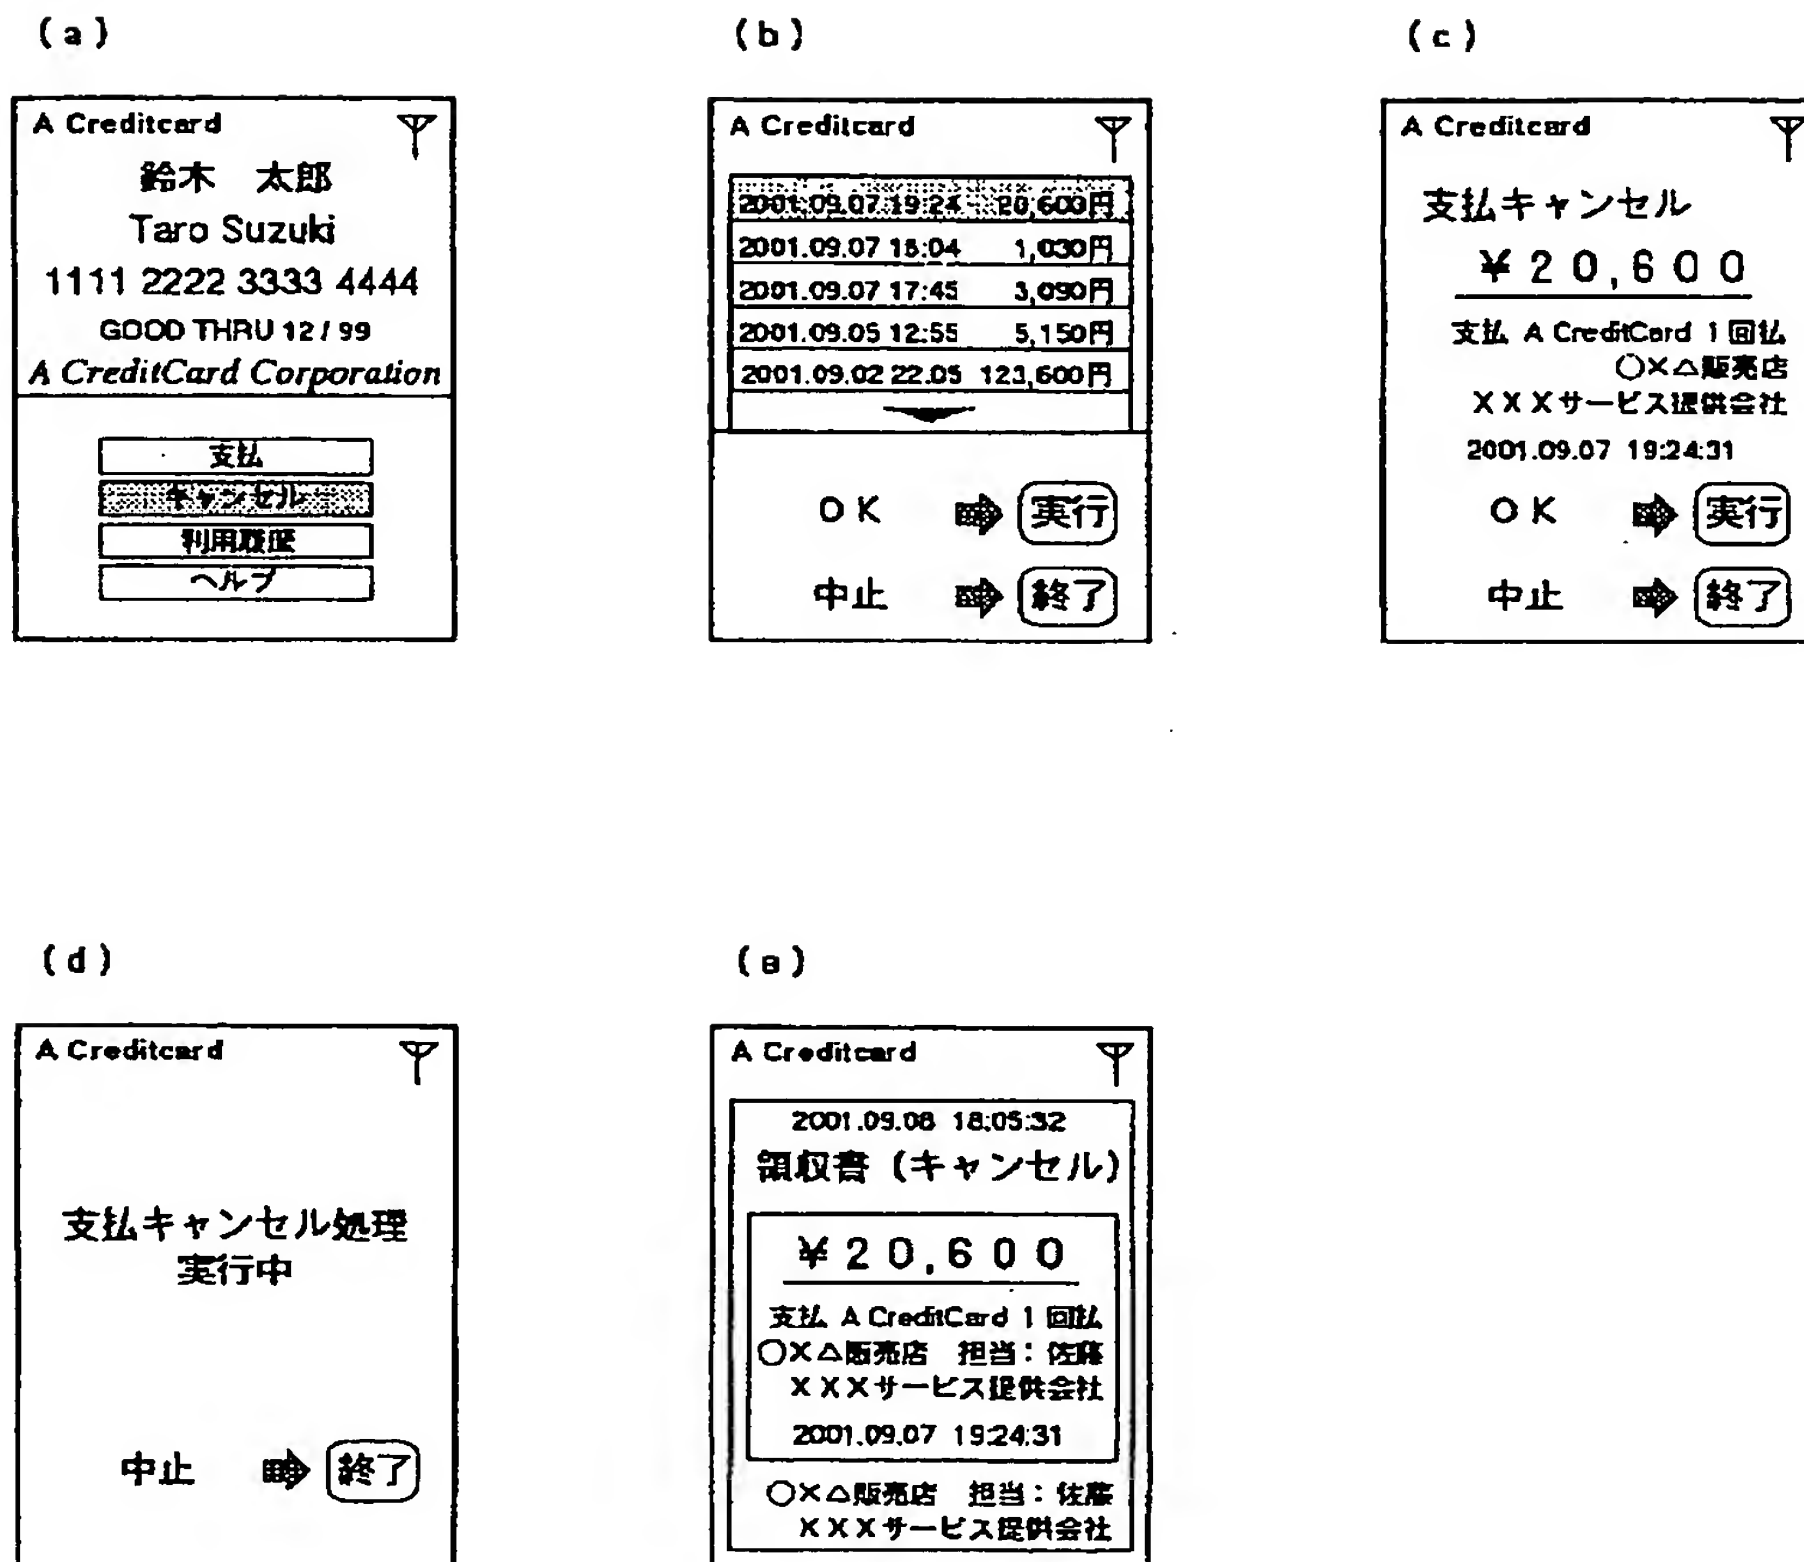 (a)
A Creditcard
鈴木 太郎
Taro Suzuki
1111 2222 3333 4444
GOOD THRU 12/99
A CreditCard Corporation
支払
キャンセル
利用履歴
ヘルプ
(b)
A Creditcard
2001.09.07 19:24 20,600円
2001.09.07 18:04 1,030円
2001.09.07 17:45 3,090円
2001.09.05 12:55 5,150円
2001.09.02 22.05 123,600円
OK 実行
中止 終了
(c)
A Creditcard
支払キャンセル
¥20,600
支払 A CreditCard 1回払
○×△販売店
XXXサービス提供会社
2001.09.07 19:24:31
OK 実行
中止 終了
(d)
A Creditcard
支払キャンセル処理
実行中
中止 終了
(e)
A Creditcard
2001.09.08 18:05:32
領収書 (キャンセル)
¥20,600
支払 A CreditCard 1回払
○×△販売店 担当:佐藤
XXXサービス提供会社
2001.09.07 19:24:31
○×△販売店 担当:佐藤
XXXサービス提供会社